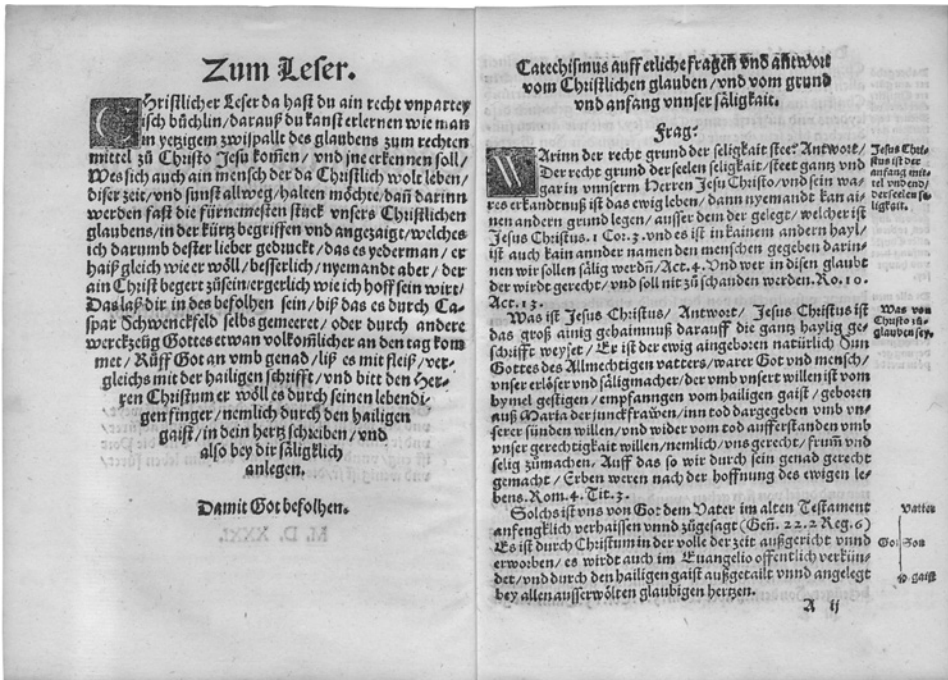 Zum Leser.
CHristlicher Leser da hast du ain recht vnpartey
isch büchlin/darauß du kanst erlernen wie man
in yetzigem zwispallt des glaubens zum rechten
mittel zů Christo Jesu kom̄en/vnd jne erkennen soll/
Wes sich auch ain mensch der da Christlich wolt leben/
diser zeit/vnd sunst allweg/halten möchte/dañ darinn
werden fast die fürnemesten stuck vnsers Christlichen
glaubens/in der kürtz begriffen vnd angezaigt/welches
ich darumb dester lieber gedruckt/das es yederman/er
haiß gleich wie er wöll/besserlich/nyemandt aber/der
ain Christ begert zůsein/ergerlich wie ich hoff sein wirt/
Das laß dir in des befolhen sein/biß das es durch Ca-
spar Schwenckfeld selbs gemeeret/oder durch andere
werckzeüg Gottes etwan volkom̄licher an den tag kom
met/Rüff Got an vmb genad/liß es mit fleiß/ver-
gleichs mit der hailigen schrifft/vnd bitt den Her-
ren Christum er wöll es durch seinen lebendi-
gen finger/nemlich durch den hailigen
gaist/in dein hertz schreiben/vnd
also bey dir säligklich
anlegen.
Damit Got befolhen.
Catechismus auff etliche fragen vnd antwort
vom Christlichen glauben/vnd vom grund
vnd anfang vnnser säligkait.
Frag:
WArinn der recht grund der seligkait stee? Antwort/
Der recht grund der seelen seligkait/steet gantz vnd
gar in vnnserm Herren Jesu Christo/vnd sein wa-
res erkandtnuß ist das ewig leben/dann nyemandt kan ai-
nen andern grund legen/ausser dem der gelegt/welcher ist
Jesus Christus. 1 Cor. 3. vnd es ist in kainem andern hayl/
ist auch kain annder namen den menschen gegeben darin-
nen wir sollen sälig werdñ/Act. 4. Vnd wer in disen glaubt
der wirdt gerecht/vnd soll nit zů schanden werden. Ro. 10.
Act. 13.
Jesus Chri-
stus ist der
anfang mit-
tel vnd end/
der seelen se-
ligkait.
Was ist Jesus Christus/Antwort/Jesus Christus ist
das groß ainig gehaimnuß darauff die gantz haylig ge-
schrifft weyset/Er ist der ewig aingeboren natürlich Sun
Gottes des Allmechtigen vatters/warer Got vnd mensch/
vnser erlöser vnd säligmacher/der vmb vnsert willen ist vom
hymel gestigen/empfanngen vom hailigen gaist/geboren
auß Maria der junckfrawen/inn tod dargegeben vmb vn-
serer sünden willen/vnd wider vom tod aufferstanden vmb
vnser gerechtigkait willen/nemlich/vns gerecht/frum̄ vnd
selig zůmachen/Auff das so wir durch sein genad gerecht
gemacht/Erben weren nach der hoffnung des ewigen le-
bens. Rom. 4. Tit. 3.
Was von
Christo zů
glauben sey.
Solchs ist vns von Got dem Vater im alten Testament
anfengklich verhaissen vnnd zůgesagt (Geñ. 22. 2 Reg. 6)
Es ist durch Christum in der volle der zeit außgericht vnnd
erworben/es wirdt auch im Euangelio offentlich verkün-
det/vnd durch den hailigen gaist außgetailt vnnd angelegt
bey allen ausserwölten glaubigen hertzen.
Vatter
Got Son
gaist
A ij